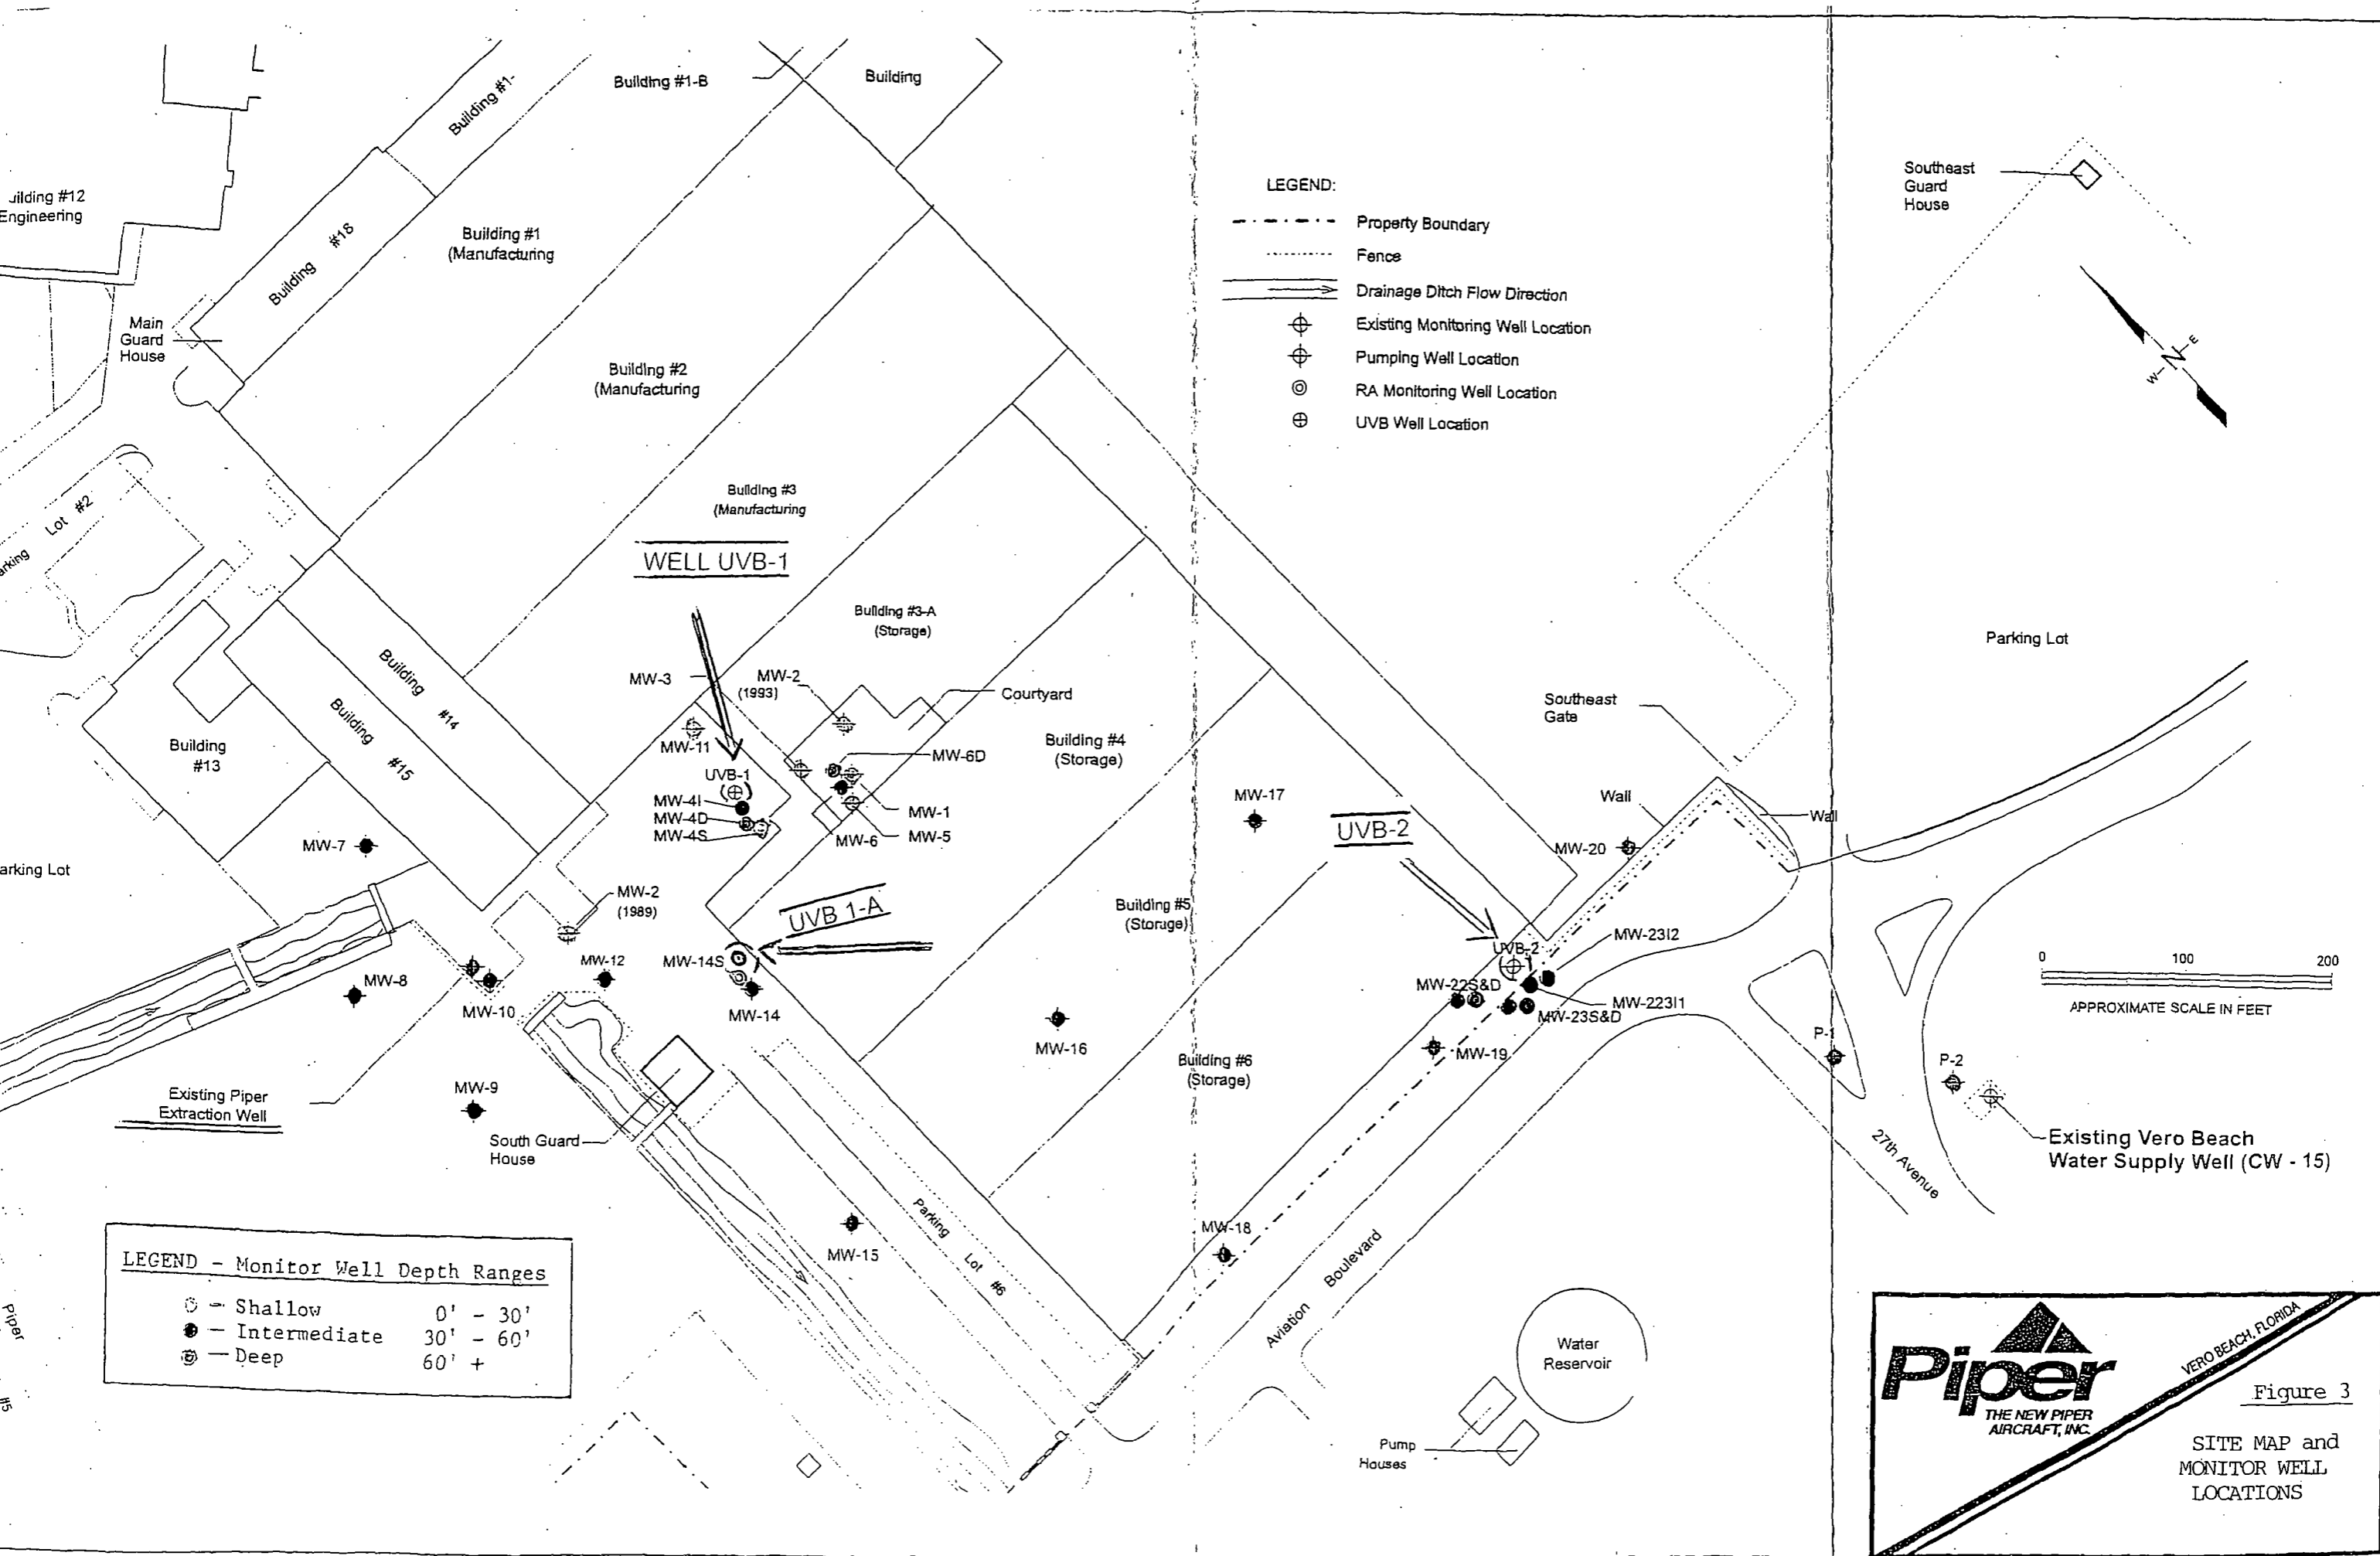 Building #1-B
Building
Building #1-
Building #18
Engineering
Building #1
(Manufacturing
Main
Guard
House
Building #2
(Manufacturing
Lot #2
Building #3
(Manufacturing
WELL UVB-1
Building #3-A
(Storage)
LEGEND:
Property Boundary
Fence
Drainage Ditch Flow Direction
Existing Monitoring Well Location
Pumping Well Location
RA Monitoring Well Location
UVB Well Location
Southeast
Guard
House
W
N
E
Parking Lot
Building #14
Building #15
Building
#13
MW-3
MW-2
(1993)
Courtyard
MW-11
UVB-1
MW-4I
MW-4D
MW-4S
MW-6D
MW-1
MW-5
MW-6
Building #4
(Storage)
MW-17
UVB-2
Southeast
Gate
Wall
Wall
MW-20
MW-7
MW-2
(1989)
UVB 1-A
MW-14S
MW-14
MW-12
MW-8
MW-10
MW-9
Existing Piper
Extraction Well
South Guard
House
Building #5
(Storage)
MW-16
Building #6
(Storage)
UVB-2
MW-23I2
MW-22S&D
MW-223I1
MW-23S&D
MW-19
MW-18
MW-15
Parking Lot #6
Aviation Boulevard
27th Avenue
P-1
P-2
0 100 200
APPROXIMATE SCALE IN FEET
Existing Vero Beach
Water Supply Well (CW - 15)
Water
Reservoir
Pump
Houses
LEGEND - Monitor Well Depth Ranges
- Shallow 0' - 30'
- Intermediate 30' - 60'
- Deep 60' +
Piper
#5
Piper
THE NEW PIPER
AIRCRAFT, INC.
VERO BEACH, FLORIDA
Figure 3
SITE MAP and
MONITOR WELL
LOCATIONS